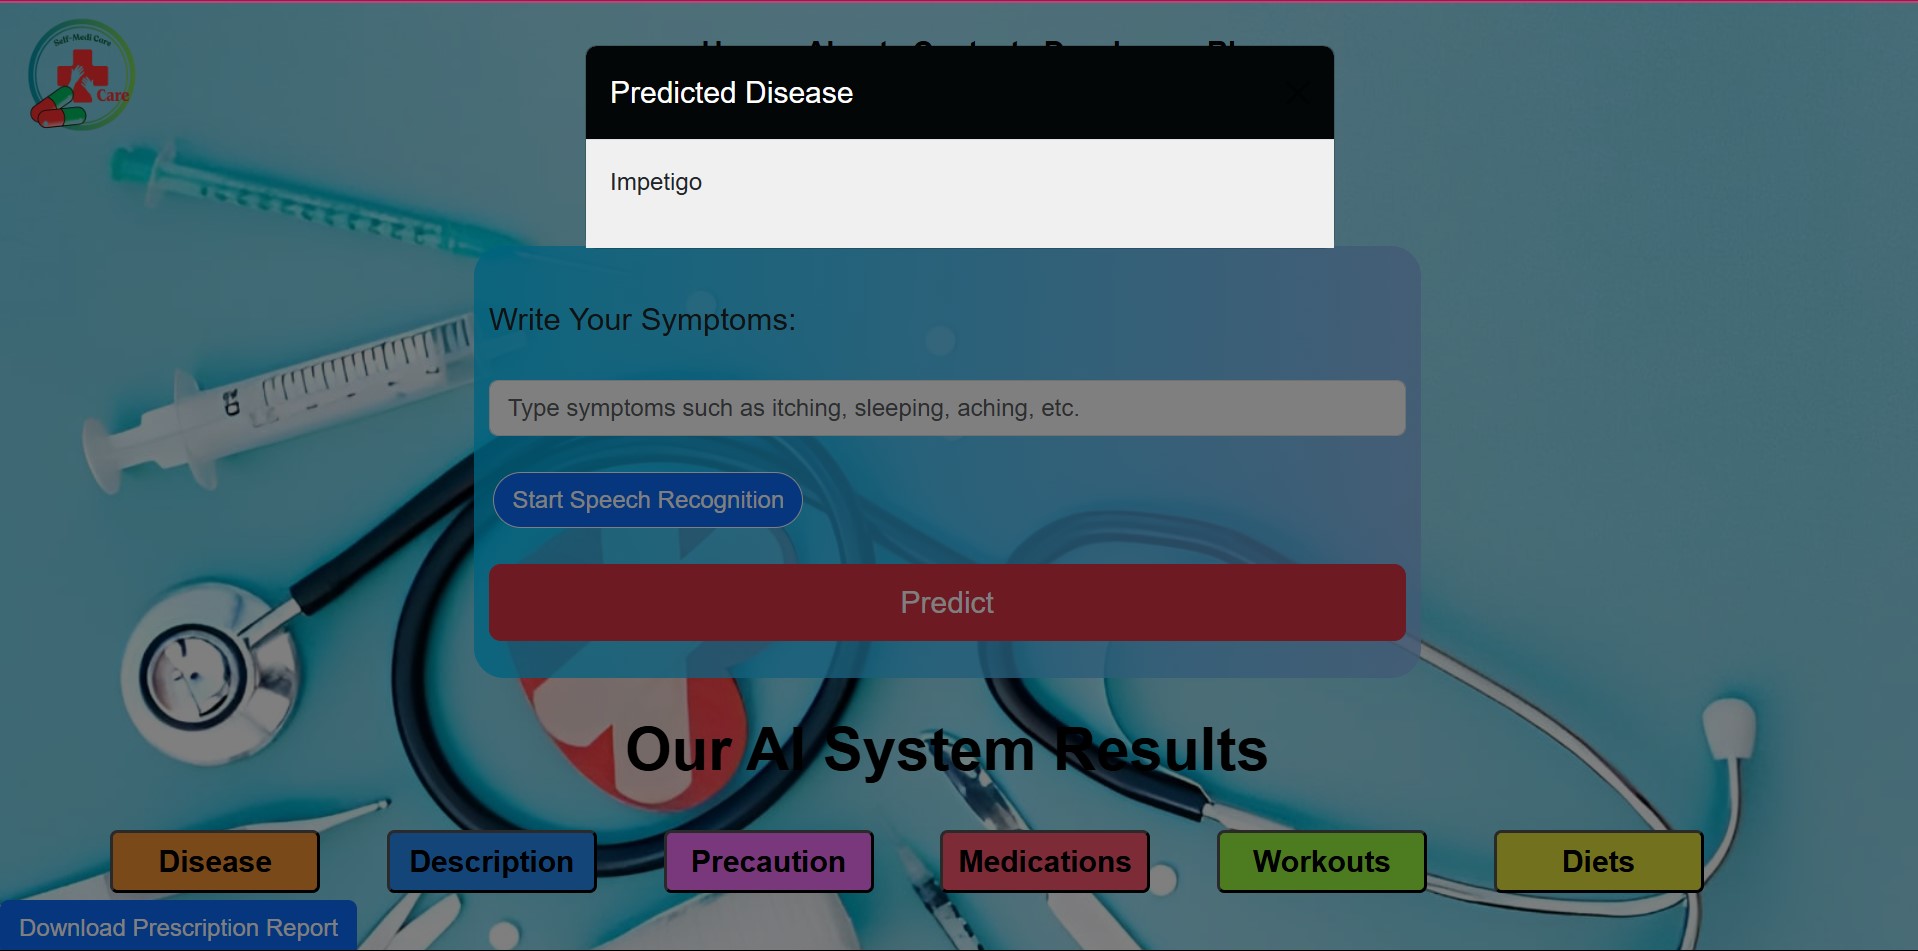 Self-Medi Care
Care
Predicted Disease
Impetigo
Write Your Symptoms:
Type symptoms such as itching, sleeping, aching, etc.
Start Speech Recognition
Predict
Our AI System Results
Disease
Description
Precaution
Medications
Workouts
Diets
Download Prescription Report